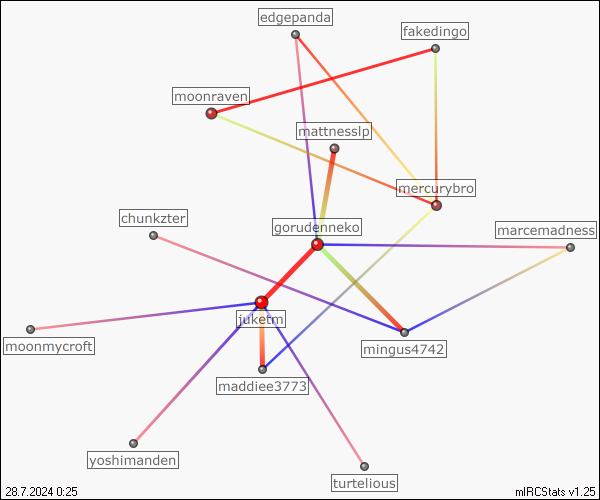 edgepanda
fakedingo
moonraven
mattnesslp
mercurybro
chunkzter
gorudenneko
marcemadness
juketm
moonmycroft
mingus4742
maddiee3773
yoshimanden
turtelious
28.7.2024 0:25
mIRCStats v1.25